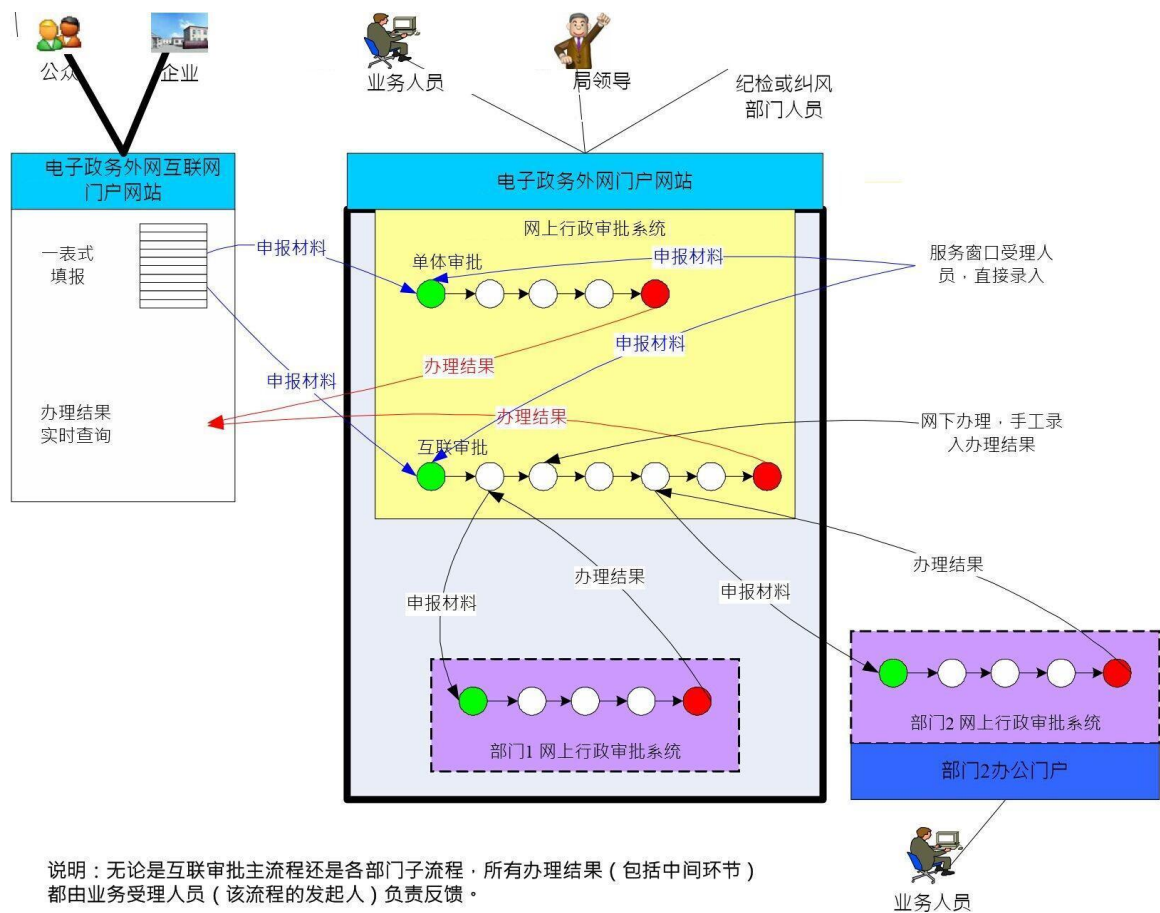 公众
企业
业务人员
局领导
纪检或纠风
部门人员
电子政务外网互联网
门户网站
电子政务外网门户网站
一表式
填报
申报材料
申报材料
办理结果
实时查询
网上行政审批系统
单体审批
申报材料
服务窗口受理人
员，直接录入
申报材料
办理结果
办理结果
互联审批
网下办理，手工录
入办理结果
申报材料
办理结果
申报材料
办理结果
部门1 网上行政审批系统
部门2 网上行政审批系统
部门2办公门户
业务人员
说明：无论是互联审批主流程还是各部门子流程，所有办理结果（包括中间环节）
都由业务受理人员（该流程的发起人）负责反馈。